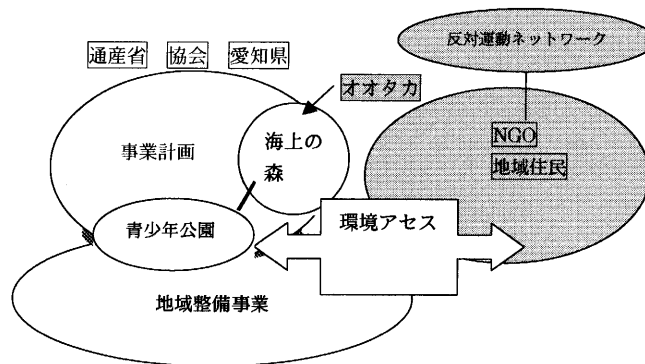 反対運動ネットワーク
通産省 協会 愛知県
オオタカ
事業計画
海上の
森
NGO
地域住民
青少年公園
環境アセス
地域整備事業